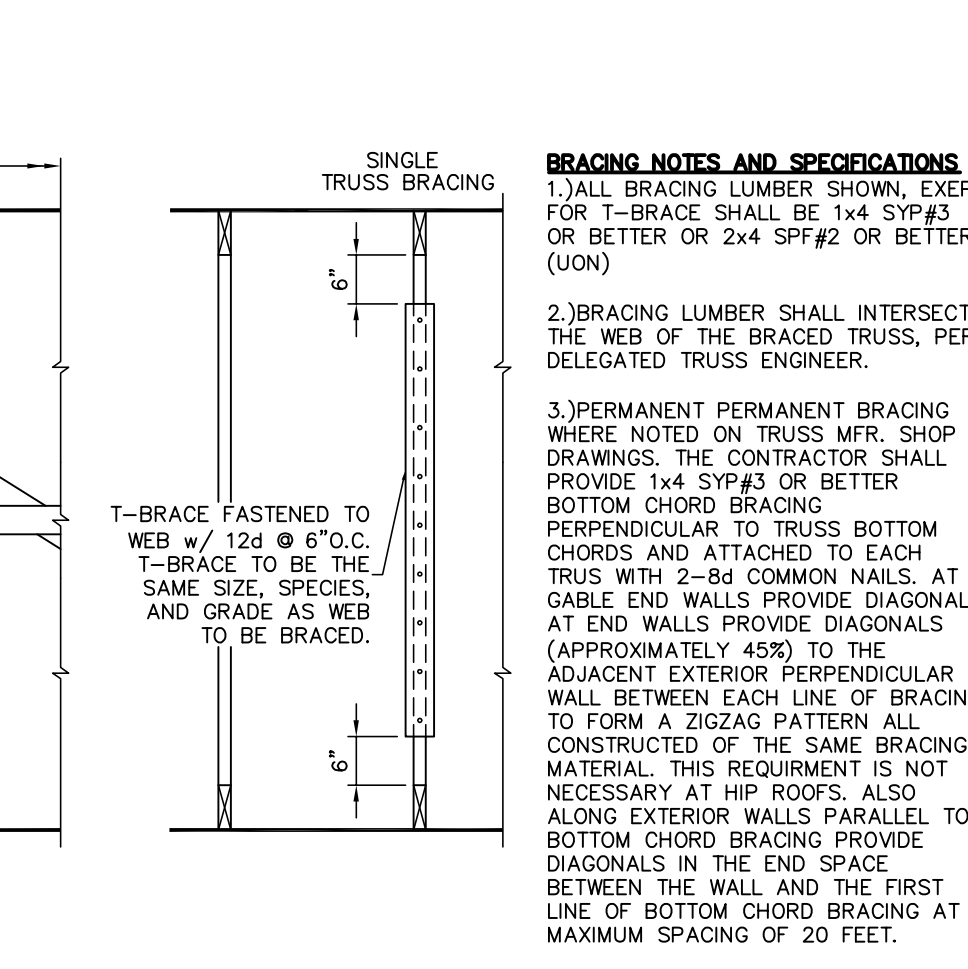 SINGLE
TRUSS BRACING
6"
T-BRACE FASTENED TO
WEB w/ 12d @ 6"O.C.
T-BRACE TO BE THE
SAME SIZE, SPECIES,
AND GRADE AS WEB
TO BE BRACED.
6"
BRACING NOTES AND SPECIFICATIONS
1.)ALL BRACING LUMBER SHOWN,
FOR T-BRACE SHALL BE 1x4 SYP#3
OR BETTER OR 2x4 SPF#2 OR BETTER
(UON)
2.)BRACING LUMBER SHALL INTERSECT
THE WEB OF THE BRACED TRUSS, PER
DELEGATED TRUSS ENGINEER.
3.)PERMANENT PERMANENT BRACING
WHERE NOTED ON TRUSS MFR. SHOP
DRAWINGS. THE CONTRACTOR SHALL
PROVIDE 1x4 SYP#3 OR BETTER
BOTTOM CHORD BRACING
PERPENDICULAR TO TRUSS BOTTOM
CHORDS AND ATTACHED TO EACH
TRUS WITH 2-8d COMMON NAILS. AT
GABLE END WALLS PROVIDE DIAGONAL
AT END WALLS PROVIDE DIAGONALS
(APPROXIMATELY 45%) TO THE
ADJACENT EXTERIOR PERPENDICULAR
WALL BETWEEN EACH LINE OF BRACIN
TO FORM A ZIGZAG PATTERN ALL
CONSTRUCTED OF THE SAME BRACING
MATERIAL. THIS REQUIRMENT IS NOT
NECESSARY AT HIP ROOFS. ALSO
ALONG EXTERIOR WALLS PARALLEL TO
BOTTOM CHORD BRACING PROVIDE
DIAGONALS IN THE END SPACE
BETWEEN THE WALL AND THE FIRST
LINE OF BOTTOM CHORD BRACING AT
MAXIMUM SPACING OF 20 FEET.